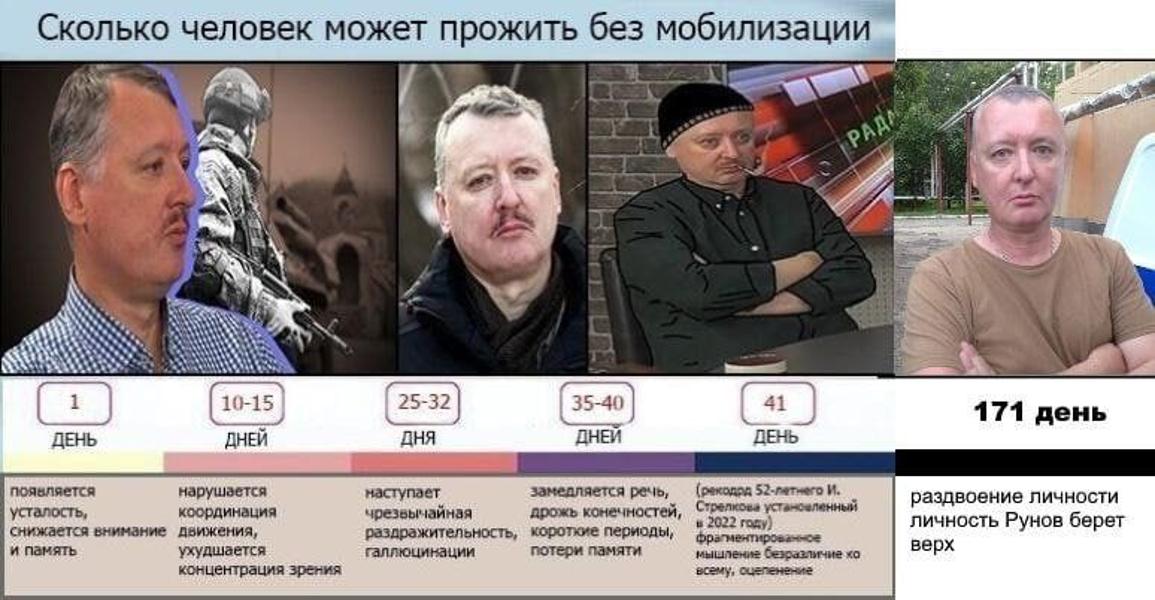 Сколько человек может прожить без мобилизации
РАДА
1
ДЕНЬ
10-15
ДНЕЙ
25-32
ДНЯ
35-40
ДНЕЙ
41
ДЕНЬ
171 день
появляется
усталость,
снижается внимание
и память
нарушается
координация
движения,
ухудшается
концентрация зрения
наступает
чрезвычайная
раздражительность,
галлюцинации
замедляется речь,
дрожь конечностей,
короткие периоды,
потери памяти
(рекодрд 52-летнего И.
Стрелкова установленный
в 2022 году)
фрагментированное
мышление безразличие ко
всему, оцепенение
раздвоение личности
личность Рунов берет
верх